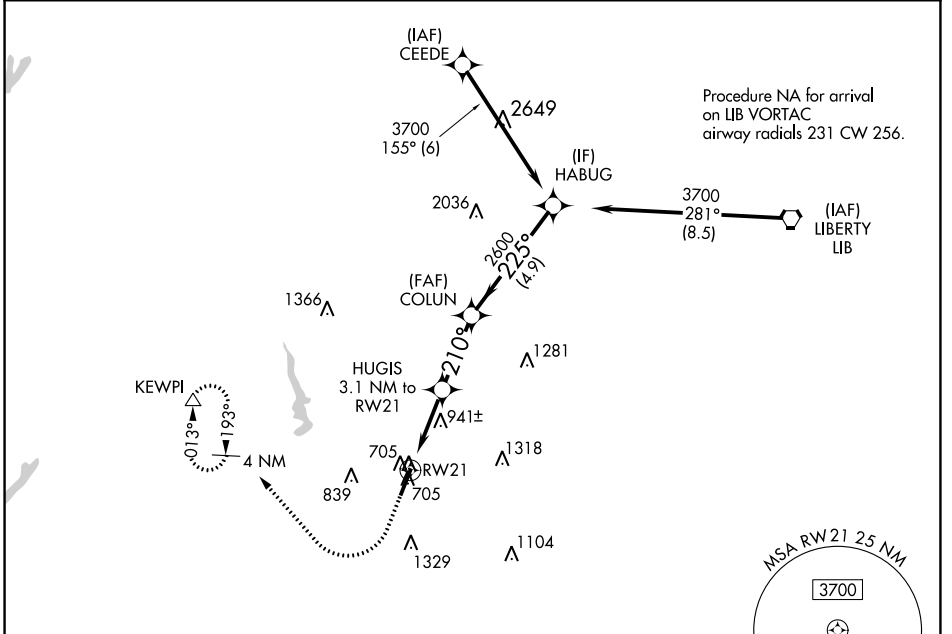 (IAF)
CEEDE
2649
3700
155° (6)
Procedure NA for arrival
on LIB VORTAC
airway radials 231 CW 256.
(IF)
HABUG
2036
3700
281°
(8.5)
(IAF)
LIBERTY
LIB
2600
225°
(4.9)
(FAF)
COLUN
1366
210°
1281
HUGIS
3.1 NM to
RW21
KEWPI
013°
193°
4 NM
941±
1318
705
RW21
839
705
1329
1104
MSA RW21 25 NM
3700